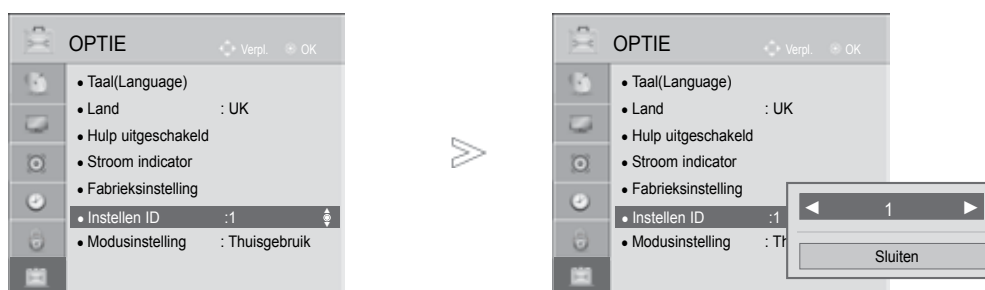 OPTIE Verpl. OK
• Taal(Language)
• Land : UK
• Hulp uitgeschakeld
• Stroom indicator
• Fabrieksinstelling
• Instellen ID :1
• Modusinstelling : Thuisgebruik
OPTIE Verpl. OK
• Taal(Language)
• Land : UK
• Hulp uitgeschakeld
• Stroom indicator
• Fabrieksinstelling
• Instellen ID :1
• Modusinstelling : Th
◄ 1 ►
Sluiten